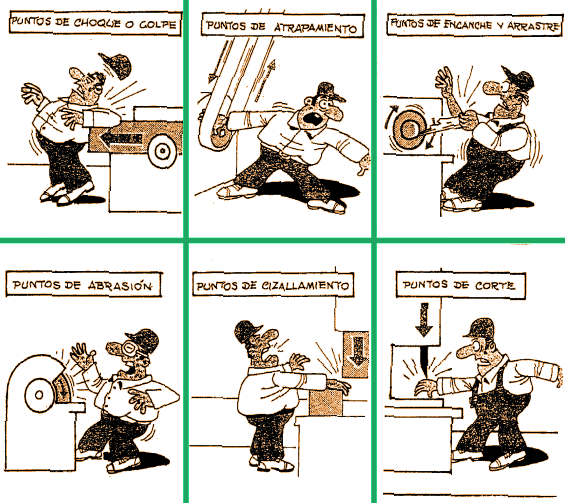 PUNTOS DE CHOQUE O GOLPE
PUNTOS DE ATRAPAMIENTO
PUNTOS DE ENGANCHE Y ARRASTRE
PUNTOS DE ABRASIÓN
PUNTOS DE CIZALLAMIENTO
PUNTOS DE CORTE